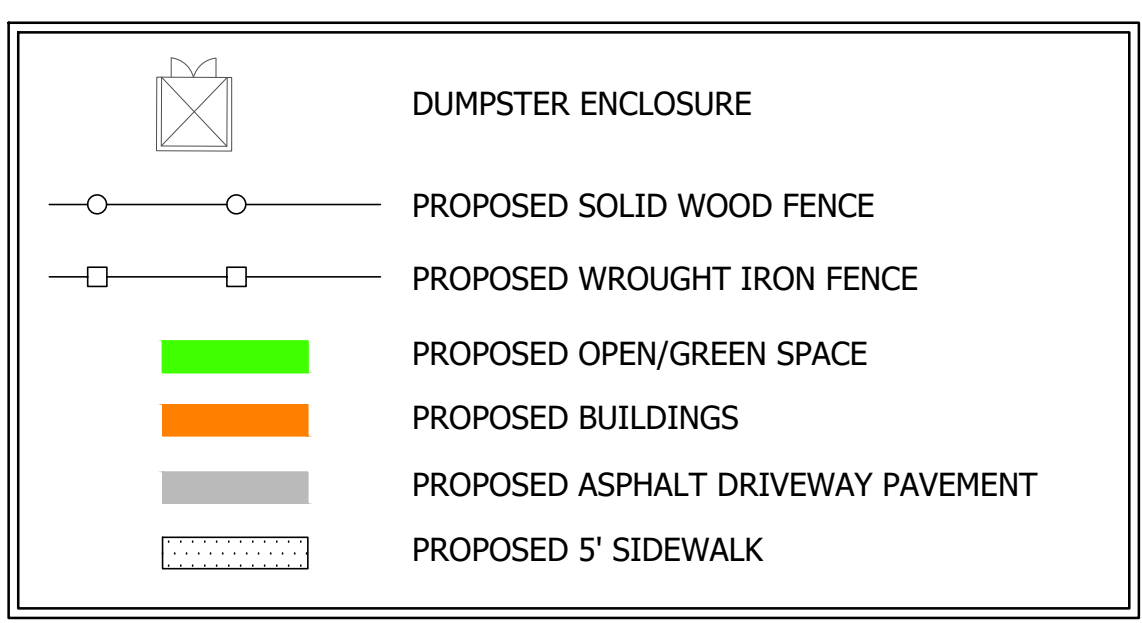 DUMPSTER ENCLOSURE
PROPOSED SOLID WOOD FENCE
PROPOSED WROUGHT IRON FENCE
PROPOSED OPEN/GREEN SPACE
PROPOSED BUILDINGS
PROPOSED ASPHALT DRIVEWAY PAVEMENT
PROPOSED 5' SIDEWALK